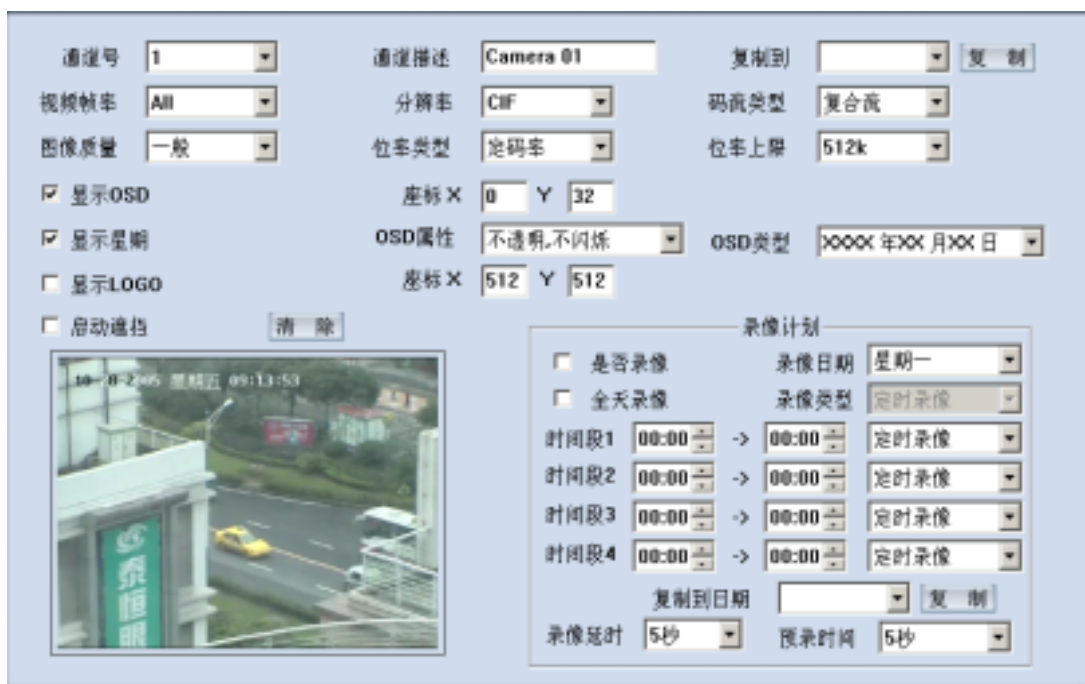 通道号 1 通道描述 Camera 01 复制到 复 制
视频帧率 All 分辨率 CIF 码流类型 复合流
图像质量 一般 位率类型 定码率 位率上限 512k
显示OSD 座标 X 0 Y 32
显示星期 OSD属性 不透明,不闪烁 OSD类型 XXXX 年XX 月XX 日
显示LOGO 座标 X 512 Y 512
启动遮挡 清 除
录像计划
星期五 09:13:53
是否录像 录像日期 星期一
全天录像 录像类型 定时录像
时间段1 00:00 -> 00:00 定时录像
时间段2 00:00 -> 00:00 定时录像
时间段3 00:00 -> 00:00 定时录像
时间段4 00:00 -> 00:00 定时录像
复制到日期 复 制
录像延时 5秒 预录时间 5秒